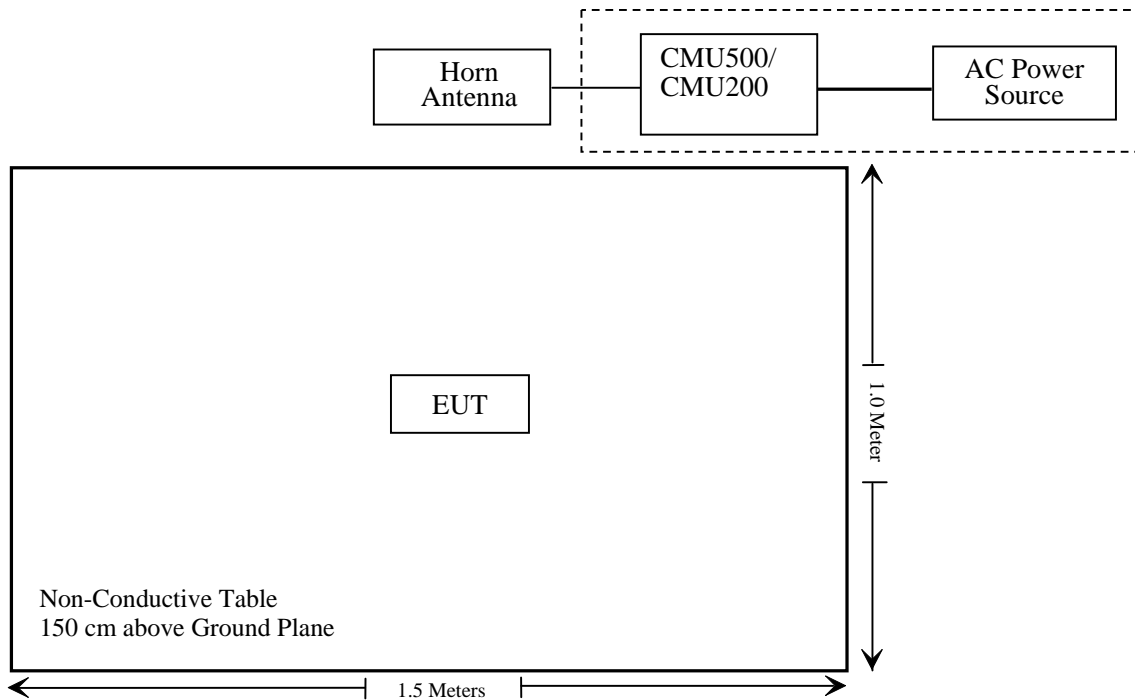 Horn
Antenna
CMU500/
CMU200
AC Power
Source
EUT
1.0 Meter
Non-Conductive Table
150 cm above Ground Plane
1.5 Meters